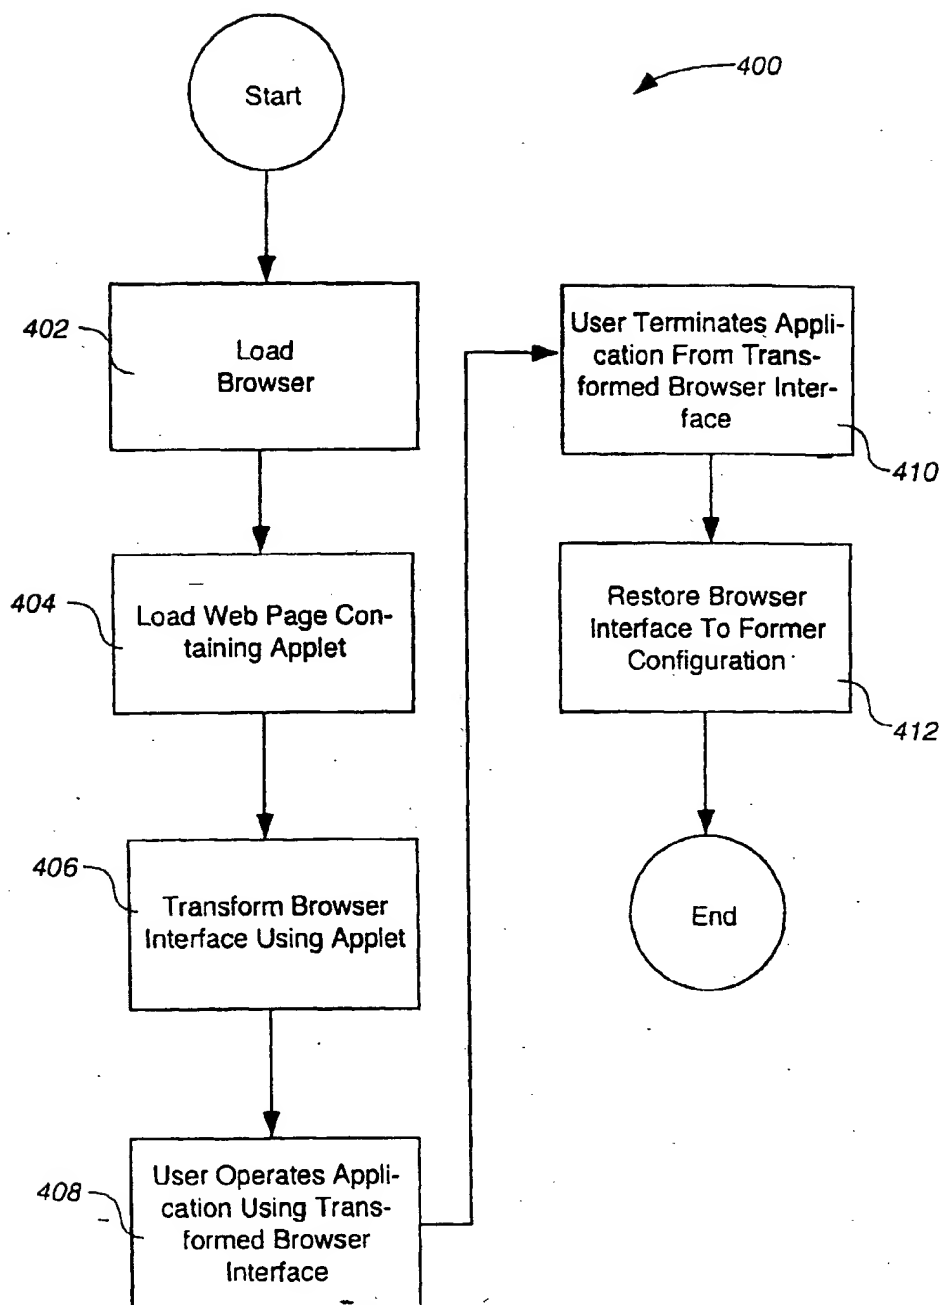 Start
400
402
Load
Browser
404
Load Web Page Con-
taining Applet
406
Transform Browser
Interface Using Applet
408
User Operates Appli-
cation Using Trans-
formed Browser
Interface
User Terminates Appli-
cation From Trans-
formed Browser Inter-
face
410
Restore Browser
Interface To Former
Configuration
412
End